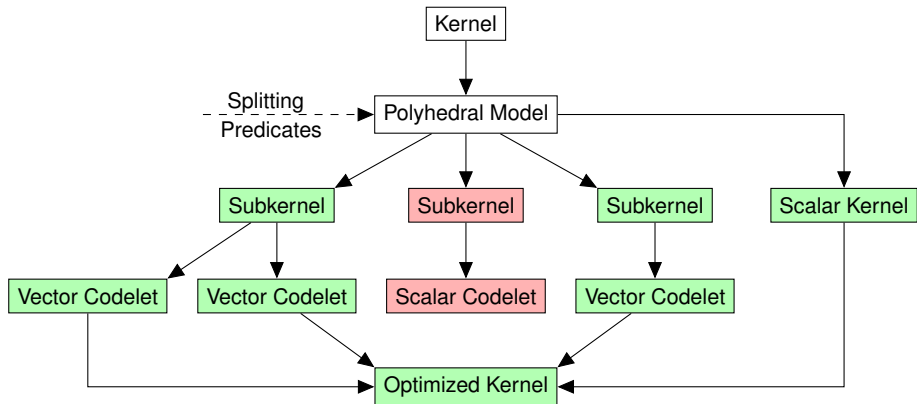 Kernel
Splitting
Predicates
Polyhedral Model
Subkernel
Subkernel
Subkernel
Scalar Kernel
Vector Codelet
Vector Codelet
Scalar Codelet
Vector Codelet
Optimized Kernel